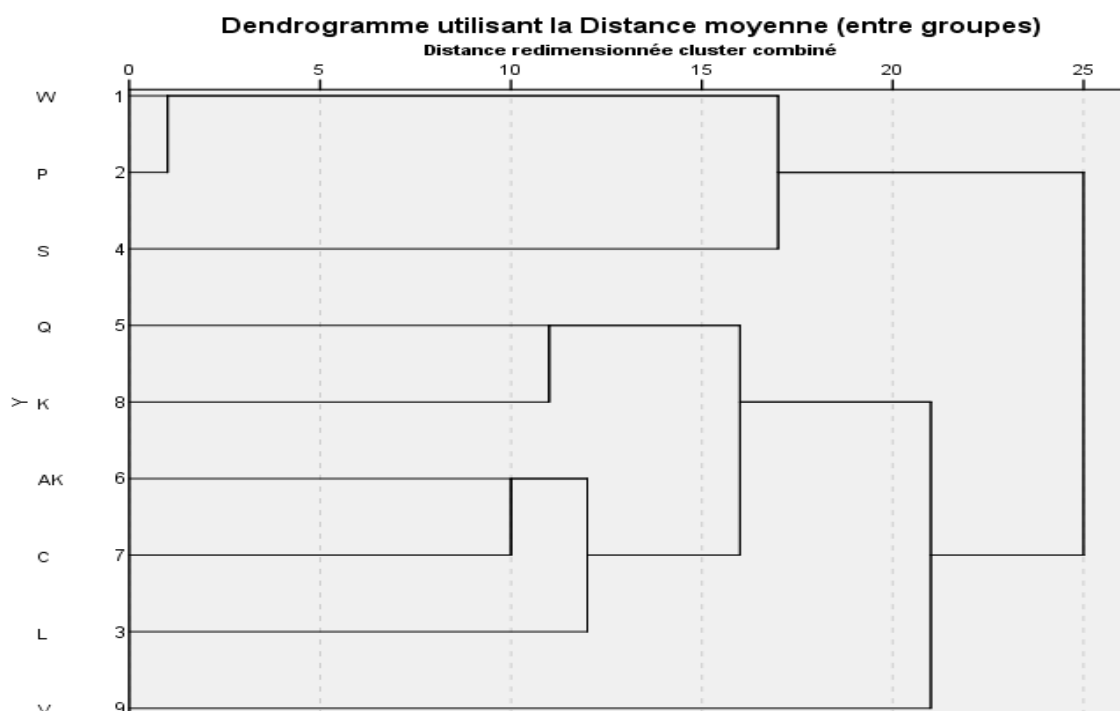 Dendrogramme utilisant la Distance moyenne (entre groupes)
Distance redimensionnée cluster combiné
0 5 10 15 20 25
W 1
P 2
S 4
Q 5
Y K 8
AK 6
C 7
L 3
9